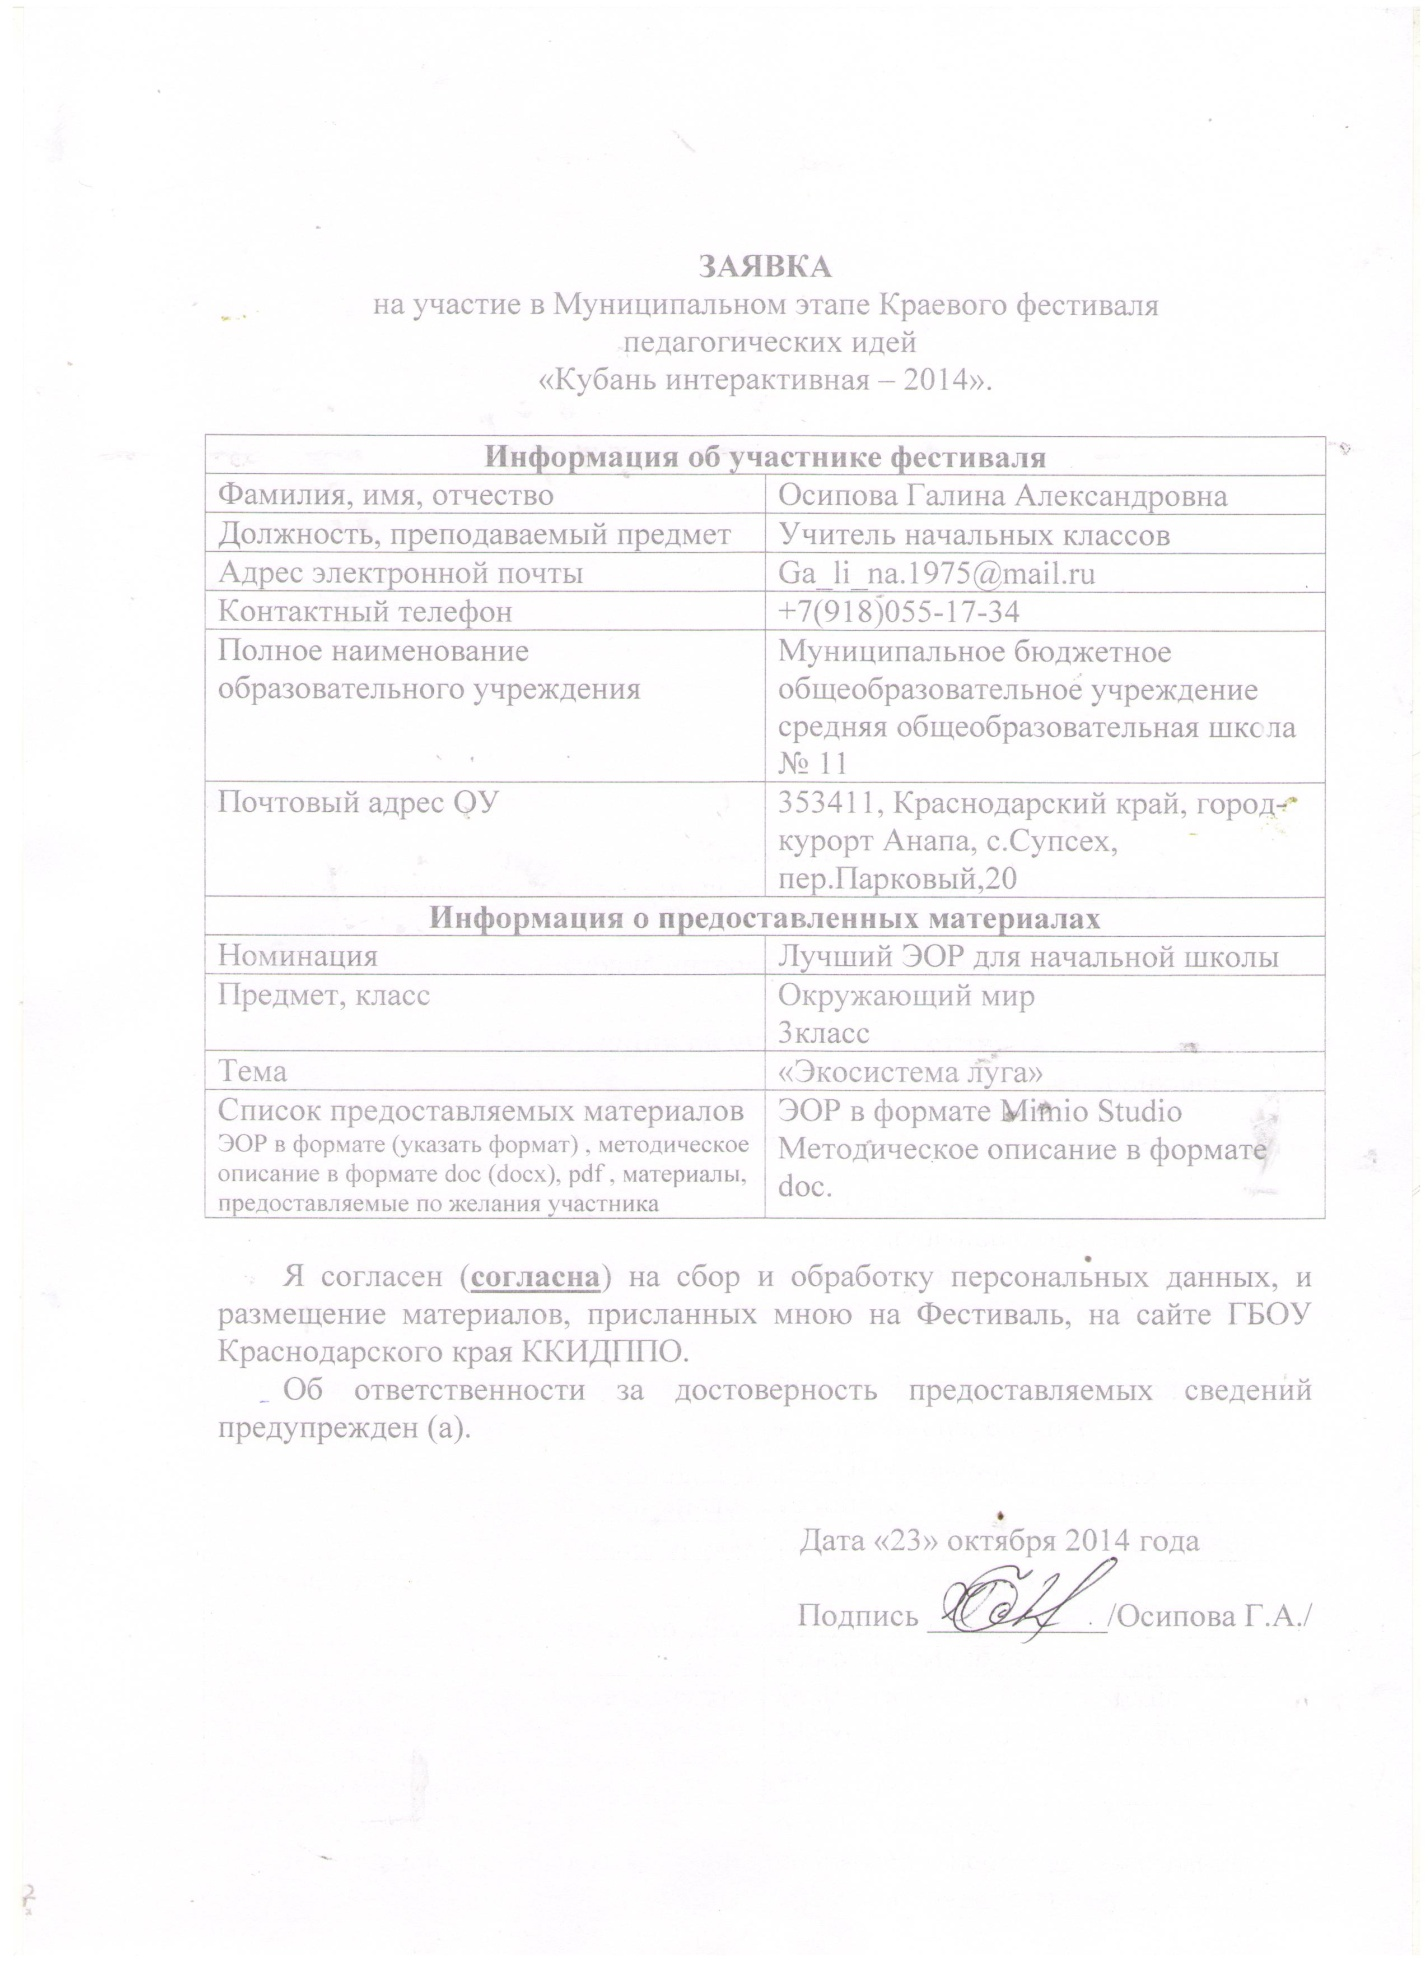 ЗАЯВКА
на участие в Муниципальном этапе Краевого фестиваля
педагогических идей
«Кубань интерактивная – 2014».
Информация об участнике фестиваля
Фамилия, имя, отчество
Осипова Галина Александровна
Должность, преподаваемый предмет
Учитель начальных классов
Адрес электронной почты
Ga_li_na.1975@mail.ru
Контактный телефон
+7(918)055-17-34
Полное наименование
образовательного учреждения
Муниципальное бюджетное
общеобразовательное учреждение
средняя общеобразовательная школа
№ 11
Почтовый адрес ОУ
353411, Краснодарский край, город-
курорт Анапа, с.Супсех,
пер.Парковый,20
Информация о предоставленных материалах
Номинация
Лучший ЭОР для начальной школы
Предмет, класс
Окружающий мир
3класс
Тема
«Экосистема луга»
Список предоставляемых материалов
ЭОР в формате (указать формат) , методическое
описание в формате doc (docx), pdf , материалы,
предоставляемые по желания участника
ЭОР в формате Mimio Studio
Методическое описание в формате
doc.
Я согласен (согласна) на сбор и обработку персональных данных, и
размещение материалов, присланных мною на Фестиваль, на сайте ГБОУ
Краснодарского края ККИДППО.
Об ответственности за достоверность предоставляемых сведений
предупрежден (а).
Дата «23» октября 2014 года
Подпись ___________/Осипова Г.А./